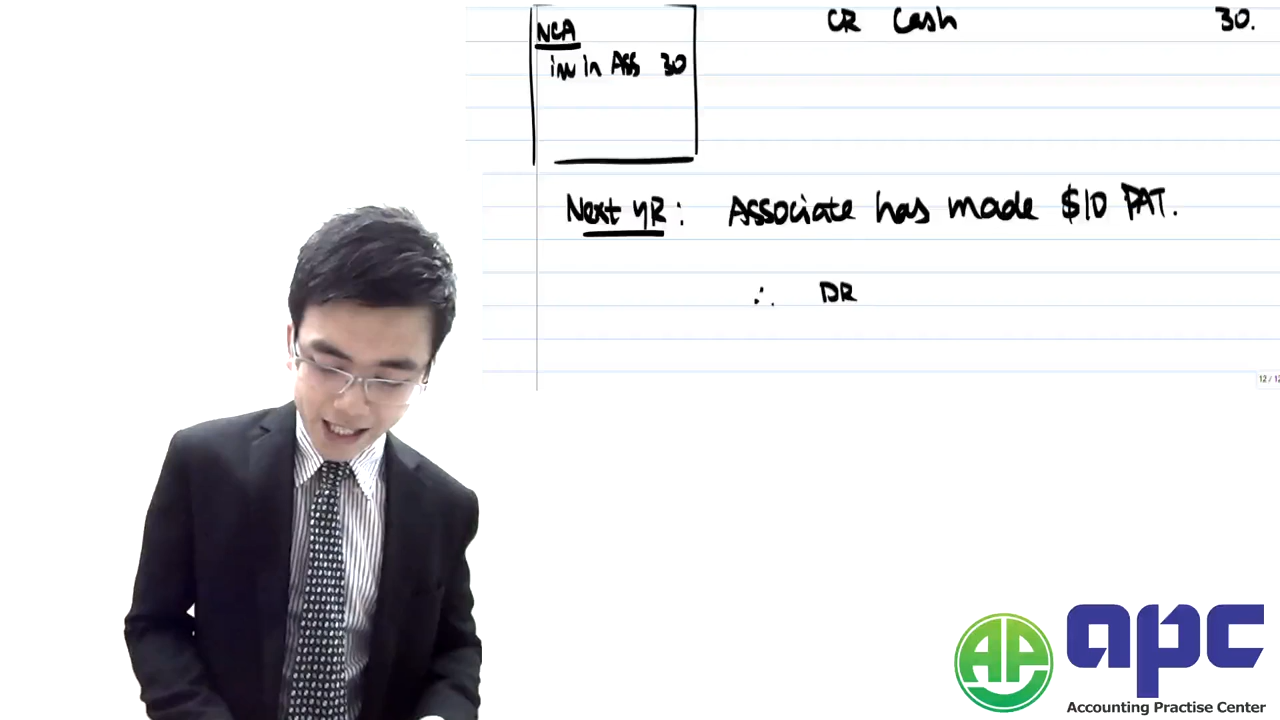 CR Cash 30.
NCA
inv in Ass 30
Next YR: Associate has made $10 PAT.
∴ DR
12 / 12
AP
apc
Accounting Practise Center